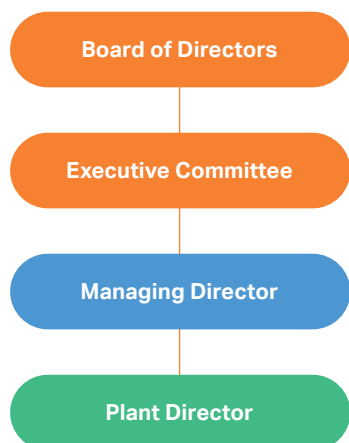 Board of Directors
Executive Committee
Managing Director
Plant Director